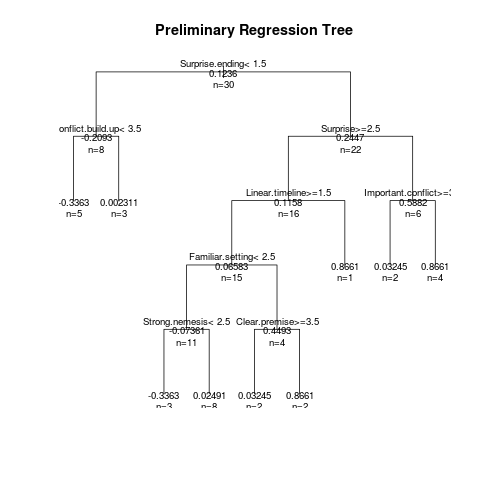 Preliminary Regression Tree
Surprise.ending< 1.5
0.1236
n=30
onflict.build.up< 3.5
-0.2093
n=8
Surprise>=2.5
0.2447
n=22
-0.3363
n=5
0.002311
n=3
Linear.timeline>=1.5
0.1158
n=16
Important.conflict>=
0.5882
n=6
Familiar.setting< 2.5
0.06583
n=15
0.8661
n=1
0.03245
n=2
0.8661
n=4
Strong.nemesis< 2.5
-0.07361
n=11
Clear.premise>=3.5
0.4493
n=4
-0.3363
n=3
0.02491
n=8
0.03245
n=2
0.8661
n=2